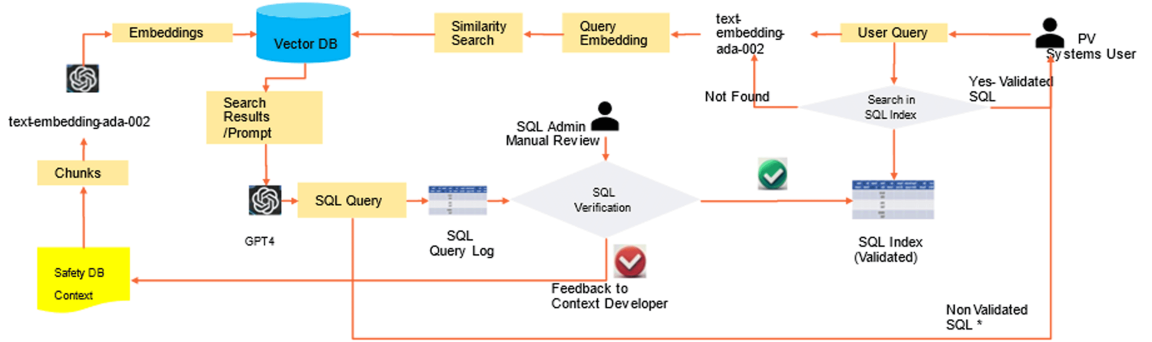 Embeddings
Vector DB
Similarity
Search
Query
Embedding
text-
embedding-
ada-002
User Query
PV
Systems User
text-embedding-ada-002
Search
Results
/Prompt
Not Found
Search in
SQL Index
Yes- Validated
SQL
SQL Admin
Manual Review
Chunks
GPT4
SQL Query
SQL
Query Log
SQL
Verification
SQL Index
(Validated)
Safety DB
Context
Feedback to
Context Developer
Non Validated
SQL *